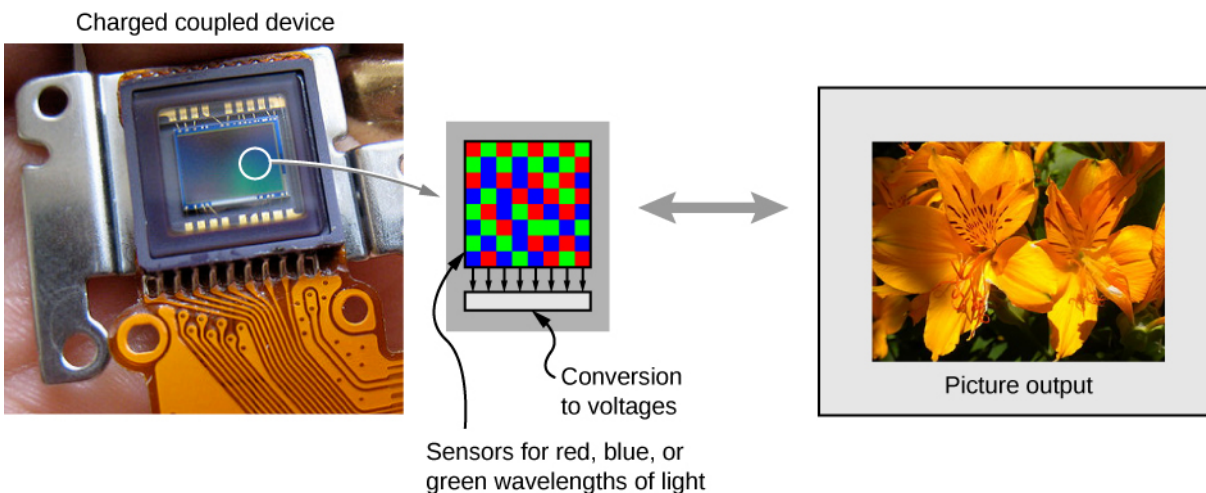 Charged coupled device
Conversion
to voltages
Sensors for red, blue, or
green wavelengths of light
Picture output